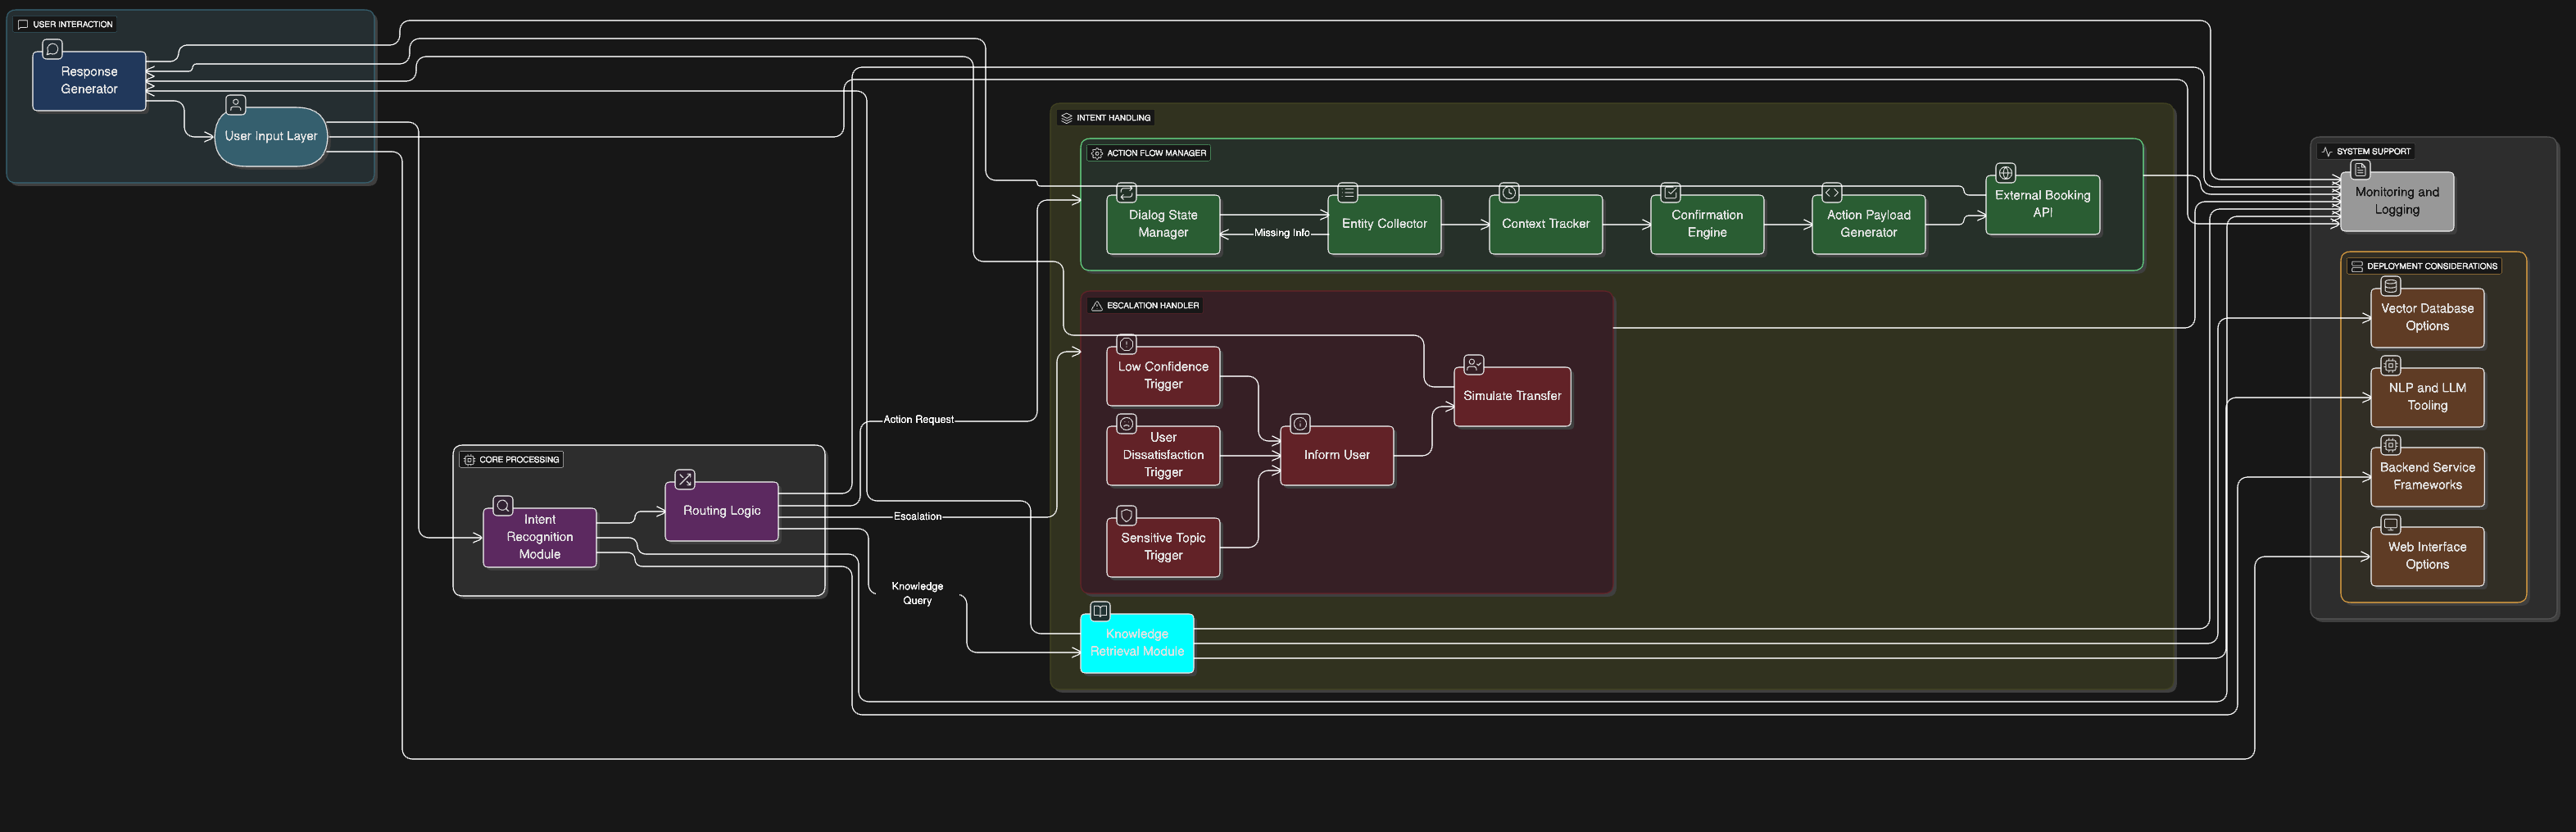 USER INTERACTION
Response
Generator
User Input Layer
CORE PROCESSING
Intent
Recognition
Module
Routing Logic
Action Request
Escalation
Knowledge
Query
INTENT HANDLING
ACTION FLOW MANAGER
Dialog State
Manager
Missing Info
Entity Collector
Context Tracker
Confirmation
Engine
Action Payload
Generator
External Booking
API
ESCALATION HANDLER
Low Confidence
Trigger
User
Dissatisfaction
Trigger
Sensitive Topic
Trigger
Inform User
Simulate Transfer
Knowledge
Retrieval Module
SYSTEM SUPPORT
Monitoring and
Logging
DEPLOYMENT CONSIDERATIONS
Vector Database
Options
NLP and LLM
Tooling
Backend Service
Frameworks
Web Interface
Options